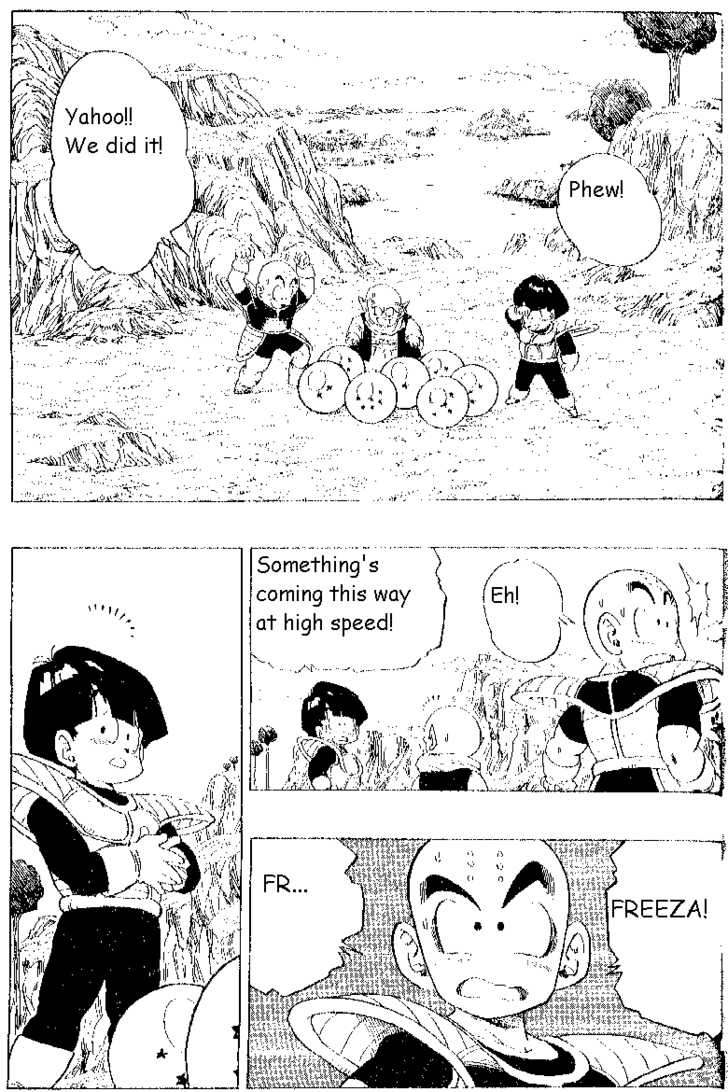 Yahoo!!
We did it!
Phew!
Something's
coming this way
at high speed!
Eh!
FR...
FREEZA!